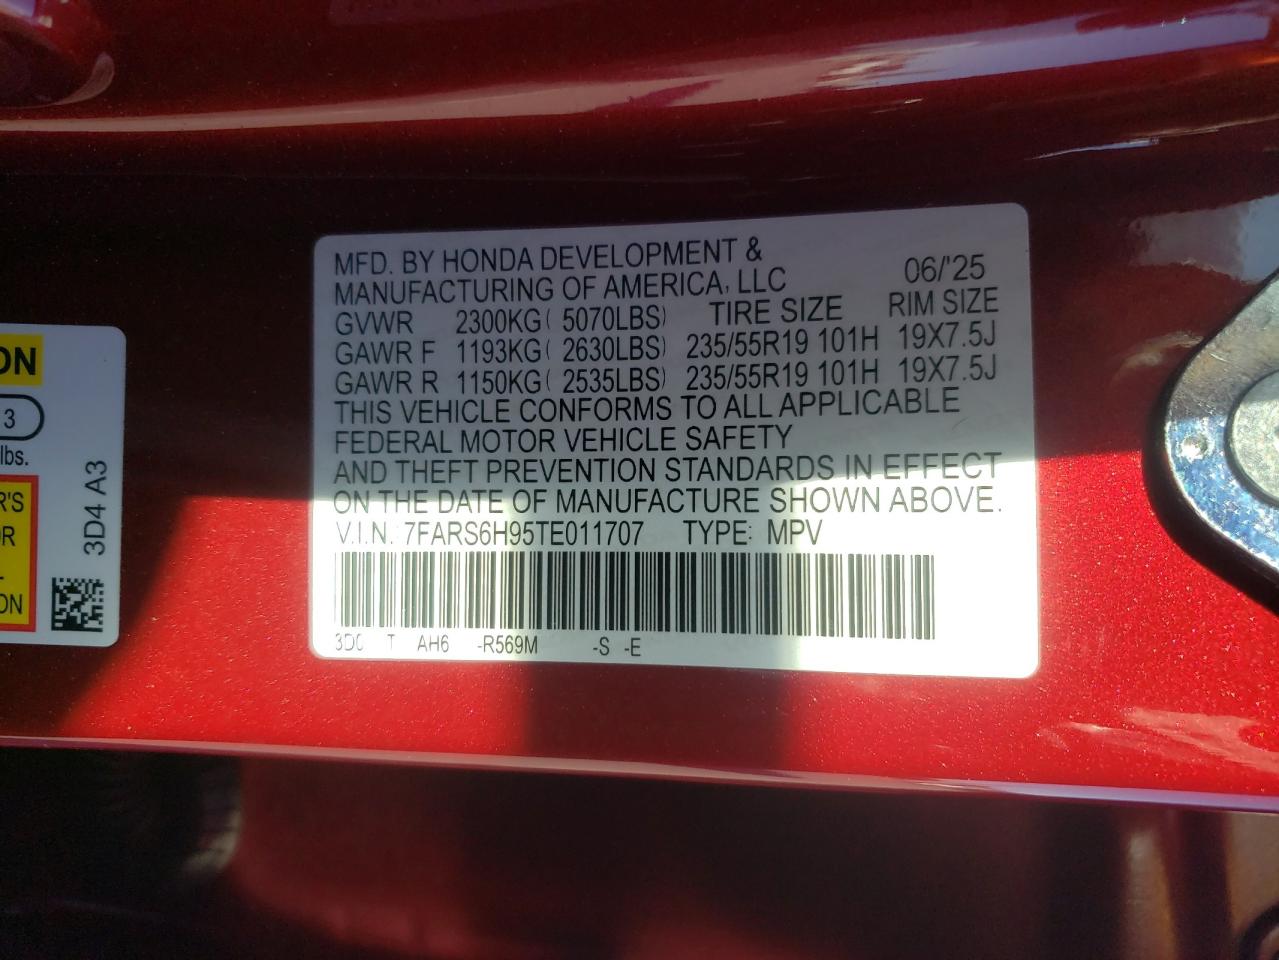 MFD. BY HONDA DEVELOPMENT &
MANUFACTURING OF AMERICA, LLC 06/'25
GVWR 2300KG( 5070LBS) TIRE SIZE RIM SIZE
GAWR F 1193KG( 2630LBS) 235/55R19 101H 19X7.5J
GAWR R 1150KG( 2535LBS) 235/55R19 101H 19X7.5J
THIS VEHICLE CONFORMS TO ALL APPLICABLE
FEDERAL MOTOR VEHICLE SAFETY
AND THEFT PREVENTION STANDARDS IN EFFECT
ON THE DATE OF MANUFACTURE SHOWN ABOVE.
V.I.N. 7FARS6H95TE011707 TYPE: MPV
T AH6 -R569M -S -E
3
lbs.
3D4 A3